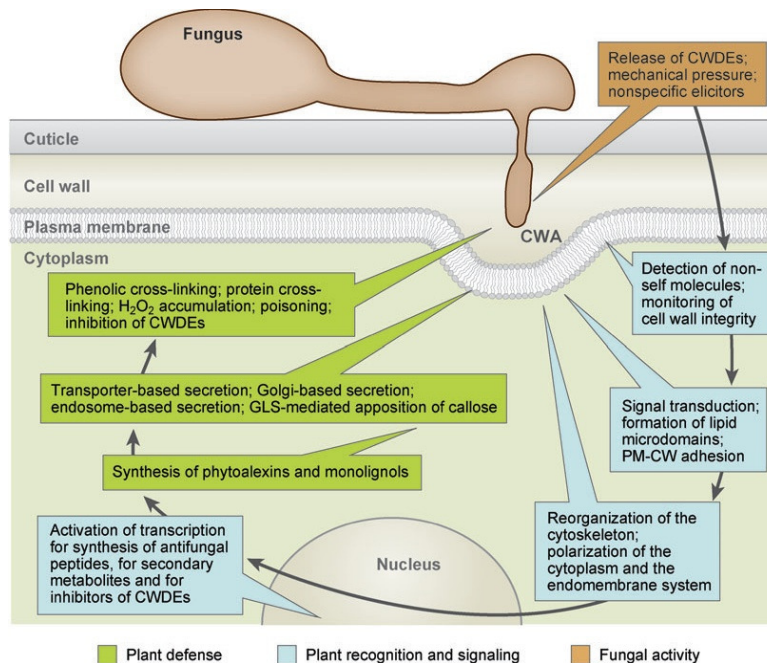 Fungus
Release of CWDEs;
mechanical pressure;
nonspecific elicitors
Cuticle
Cell wall
Plasma membrane
CWA
Cytoplasm
Detection of non-
self molecules;
monitoring of
cell wall integrity
Phenolic cross-linking; protein cross-
linking; H₂O₂ accumulation; poisoning;
inhibition of CWDEs
Transporter-based secretion; Golgi-based secretion;
endosome-based secretion; GLS-mediated apposition of callose
Signal transduction;
formation of lipid
microdomains;
PM-CW adhesion
Synthesis of phytoalexins and monolignols
Reorganization of the
cytoskeleton;
polarization of the
cytoplasm and the
endomembrane system
Activation of transcription
for synthesis of antifungal
peptides, for secondary
metabolites and for
inhibitors of CWDEs
Nucleus
Plant defense
Plant recognition and signaling
Fungal activity